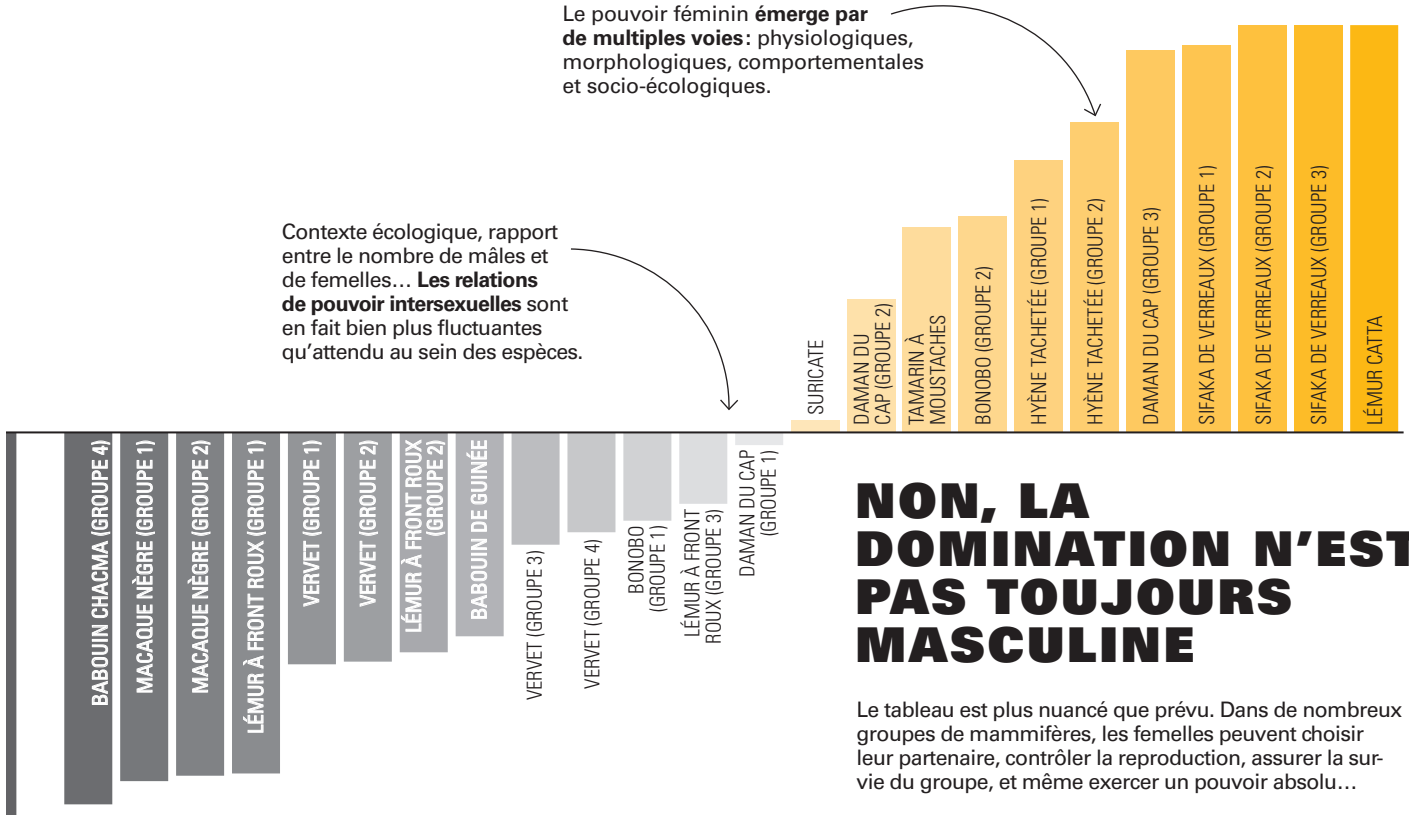 Le pouvoir féminin émerge par
de multiples voies : physiologiques,
morphologiques, comportementales
et socio-écologiques.
Contexte écologique, rapport
entre le nombre de mâles et
de femelles… Les relations
de pouvoir intersexuelles sont
en fait bien plus fluctuantes
qu’attendu au sein des espèces.
BABOUIN CHACMA (GROUPE 4)
MACAQUE NÈGRE (GROUPE 1)
MACAQUE NÈGRE (GROUPE 2)
LÉMUR À FRONT ROUX (GROUPE 1)
VERVET (GROUPE 1)
VERVET (GROUPE 2)
LÉMUR À FRONT ROUX
(GROUPE 2)
BABOUIN DE GUINÉE
VERVET (GROUPE 3)
VERVET (GROUPE 4)
BONOBO
(GROUPE 1)
LÉMUR À FRONT
ROUX (GROUPE 3)
DAMAN DU CAP
(GROUPE 1)
SURICATE
DAMAN DU
CAP (GROUPE 2)
TAMARIN À
MOUSTACHES
BONOBO (GROUPE 2)
HYÈNE TACHETÉE (GROUPE 1)
HYÈNE TACHETÉE (GROUPE 2)
DAMAN DU CAP (GROUPE 3)
SIFAKA DE VERREAUX (GROUPE 1)
SIFAKA DE VERREAUX (GROUPE 2)
SIFAKA DE VERREAUX (GROUPE 3)
LÉMUR CATTA
NON, LA
DOMINATION N’EST
PAS TOUJOURS
MASCULINE
Le tableau est plus nuancé que prévu. Dans de nombreux
groupes de mammifères, les femelles peuvent choisir
leur partenaire, contrôler la reproduction, assurer la sur-
vie du groupe, et même exercer un pouvoir absolu…